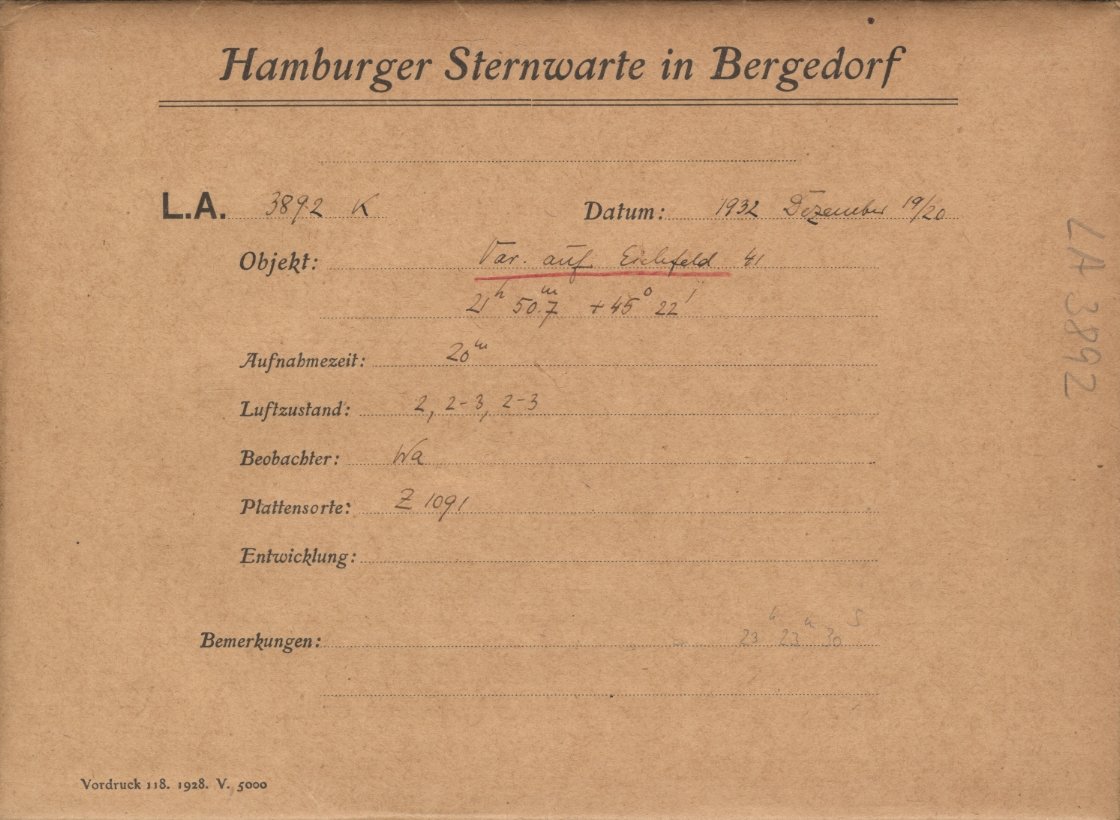 Hamburger Sternwarte in Bergedorf
L.A. 3892 K Datum: 1932 Dezember 19/20
Objekt: Var. auf Eichfeld 41
21h 50.m7 +45° 22'
Aufnahmezeit: 20m
Luftzustand: 2, 2-3, 2-3
Beobachter: Wa
Plattensorte: Z 1091
Entwicklung:
Bemerkungen: 23h 23m 30s
Vordruck 118. 1928. V. 5000
LA 3892